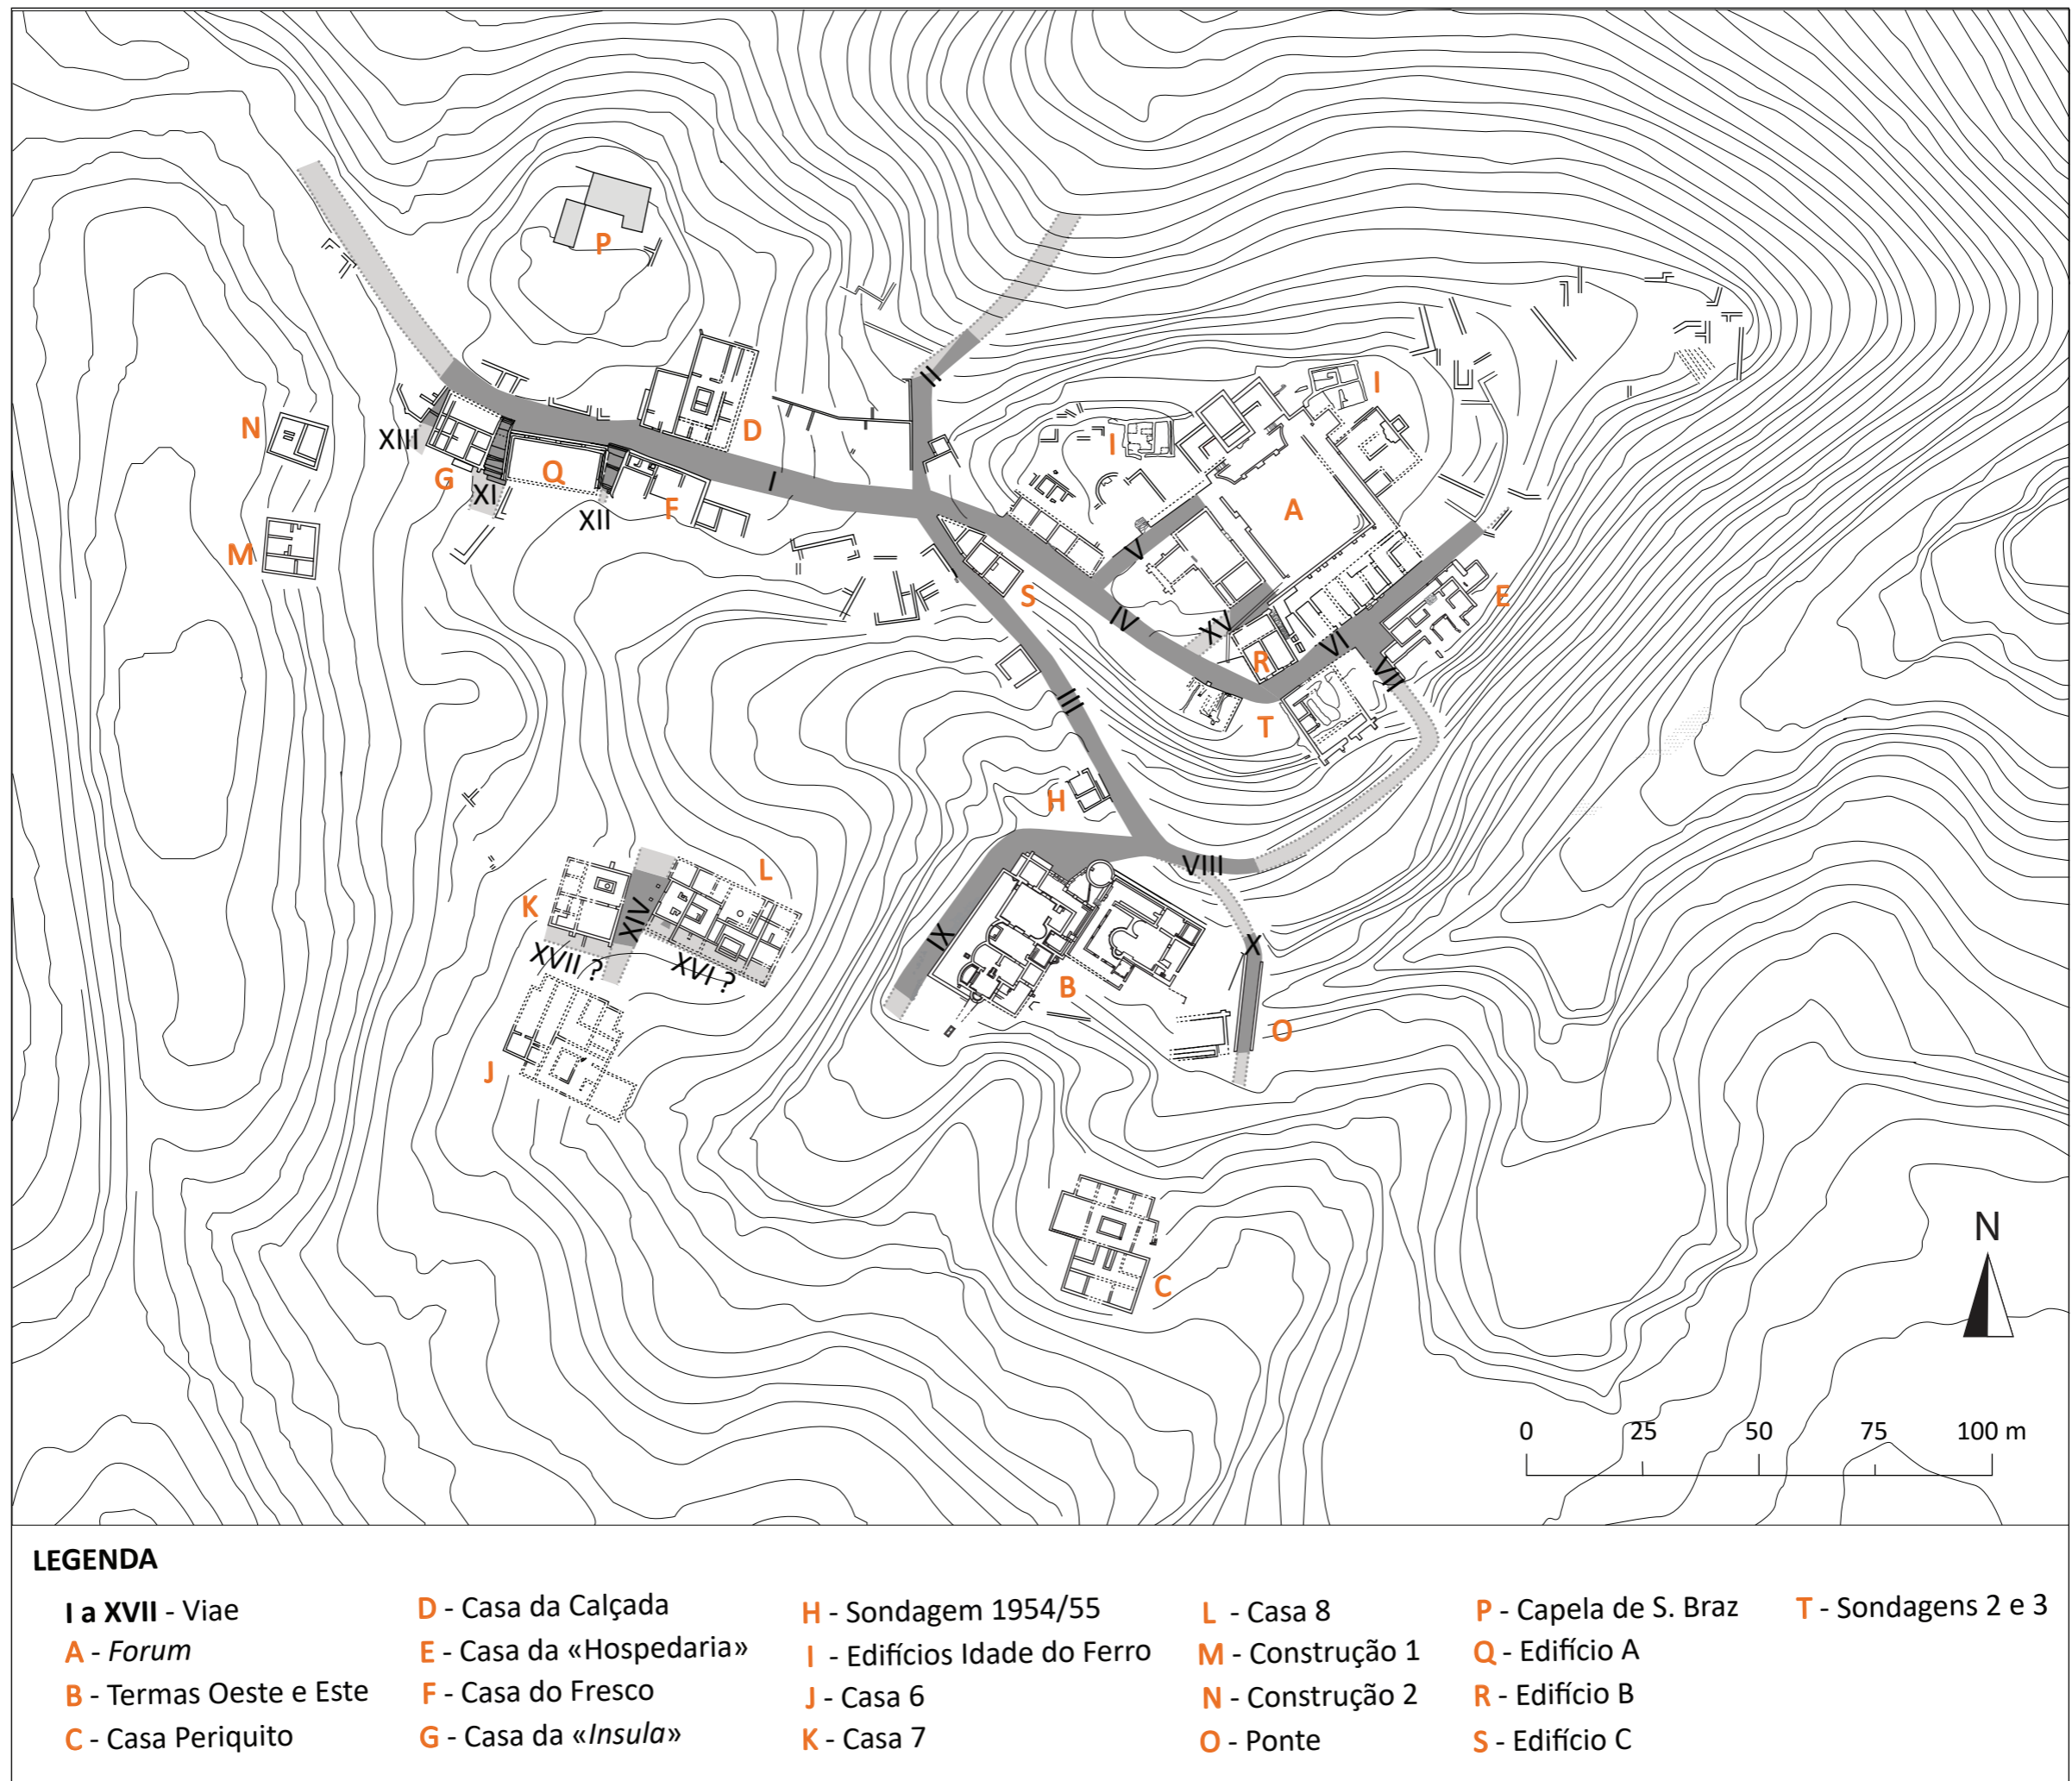 P
III
I
N
D
XIII
I
G
XI
Q
I
XII
F
A
V
M
S
E
IV
XV
R
VI
VII
III
T
H
VIII
L
K
XIV
IX
X
XVII ?
XVI ?
B
O
J
N
C
0 25 50 75 100 m
LEGENDA
I a XVII - Viae
A - Forum
B - Termas Oeste e Este
C - Casa Periquito
D - Casa da Calçada
E - Casa da «Hospedaria»
F - Casa do Fresco
G - Casa da «Insula»
H - Sondagem 1954/55
I - Edifícios Idade do Ferro
J - Casa 6
K - Casa 7
L - Casa 8
M - Construção 1
N - Construção 2
O - Ponte
P - Capela de S. Braz
Q - Edifício A
R - Edifício B
S - Edifício C
T - Sondagens 2 e 3